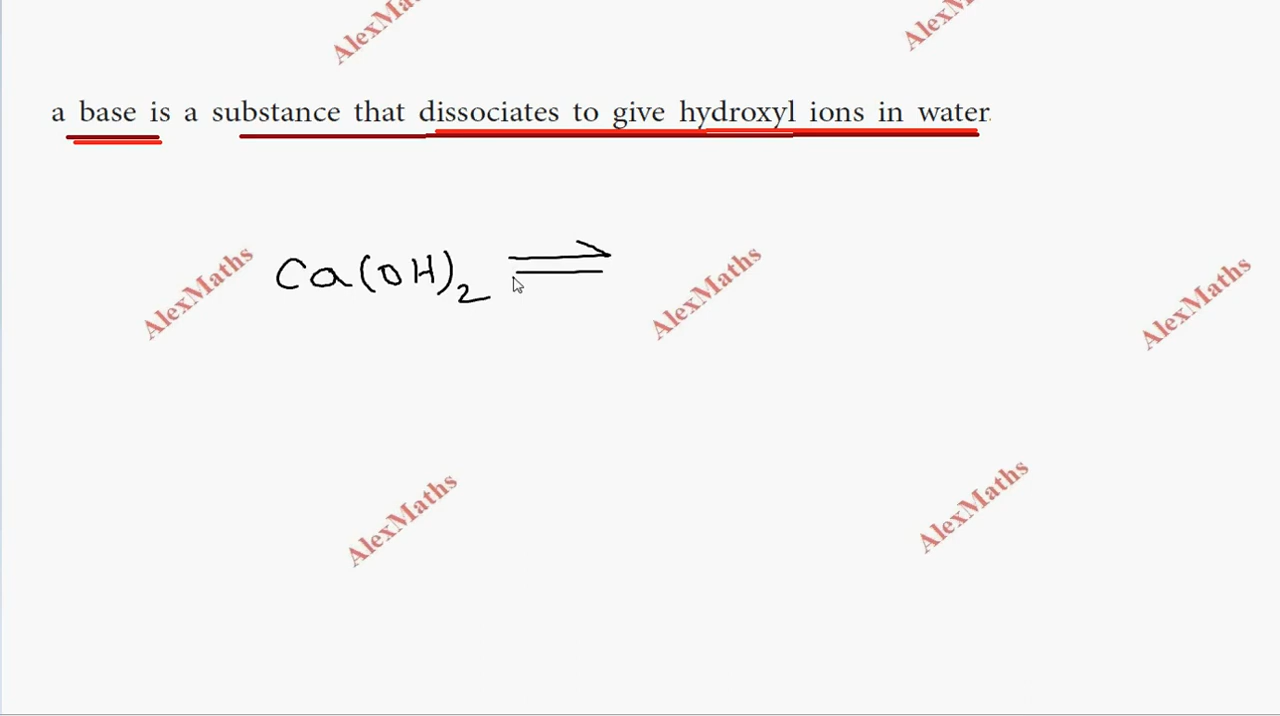 AlexMaths AlexMaths
a base is a substance that dissociates to give hydroxyl ions in water.
Ca(OH)₂ ⇌
AlexMaths AlexMaths AlexMaths
AlexMaths AlexMaths